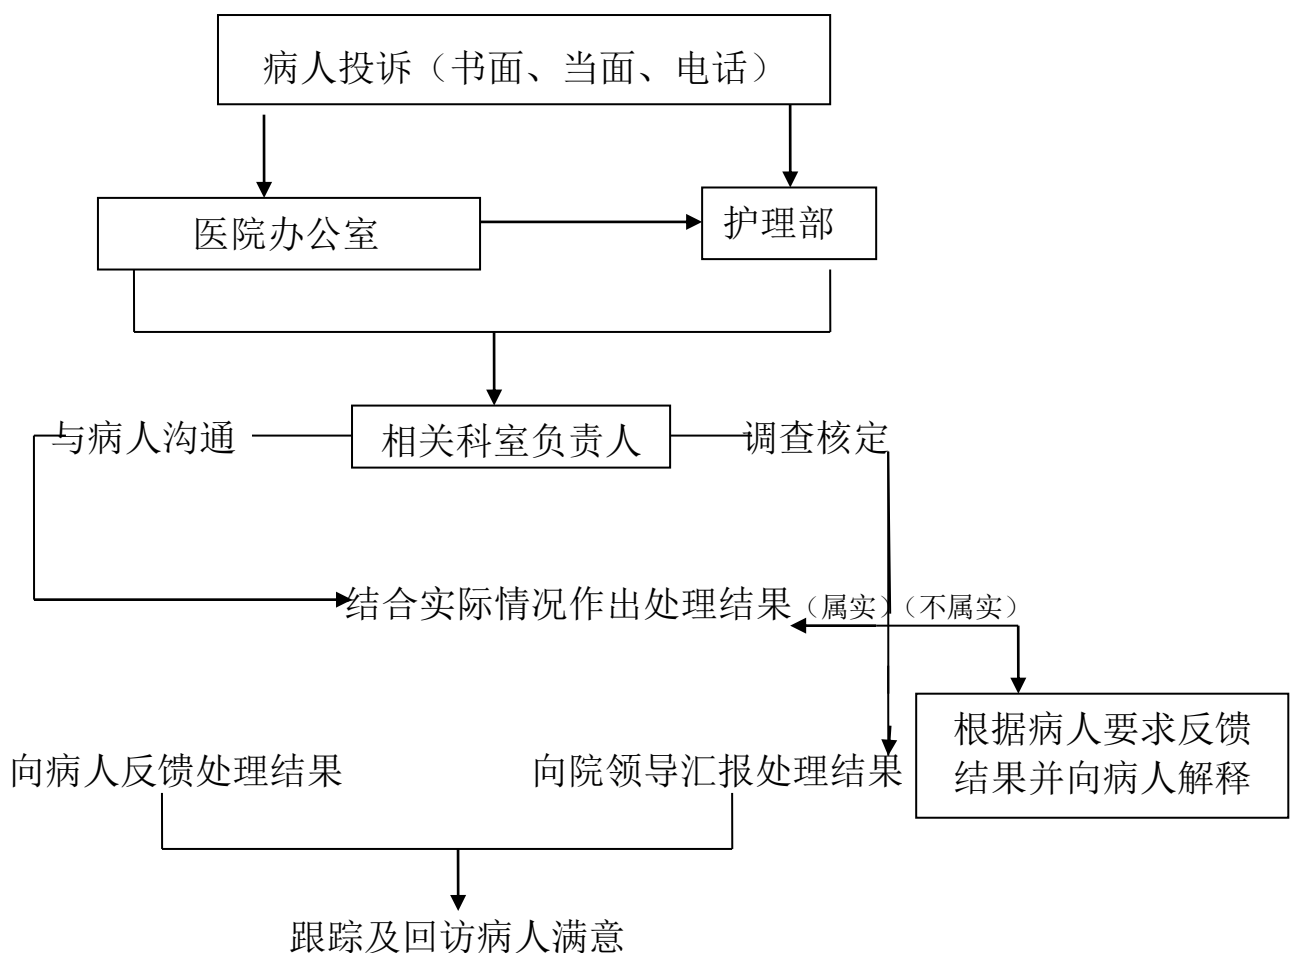 病人投诉（书面、当面、电话）
医院办公室
护理部
与病人沟通
相关科室负责人
调查核定
结合实际情况作出处理结果（属实）（不属实）
根据病人要求反馈
结果并向病人解释
向病人反馈处理结果
向院领导汇报处理结果
跟踪及回访病人满意